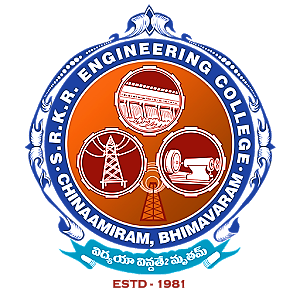 S.R.K.R. ENGINEERING COLLEGE
CHINAAMIRAM, BHIMAVARAM
విద్యయా విన్దతేఽమృతమ్
ESTD - 1981